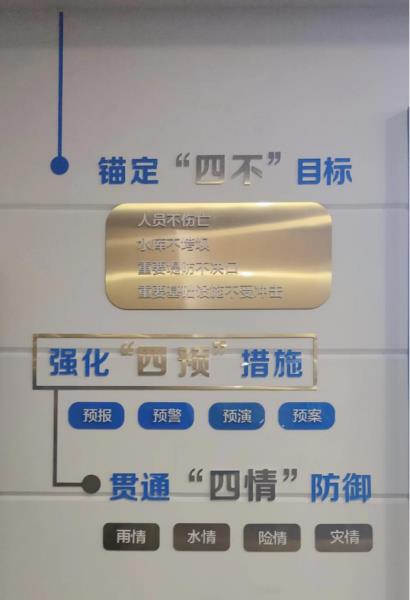 锚定“四不”目标
人员不伤亡
水库不垮坝
重要堤防不决口
重要基础设施不受冲击
强化“四预”措施
预报 预警 预演 预案
贯通“四情”防御
雨情 水情 险情 灾情